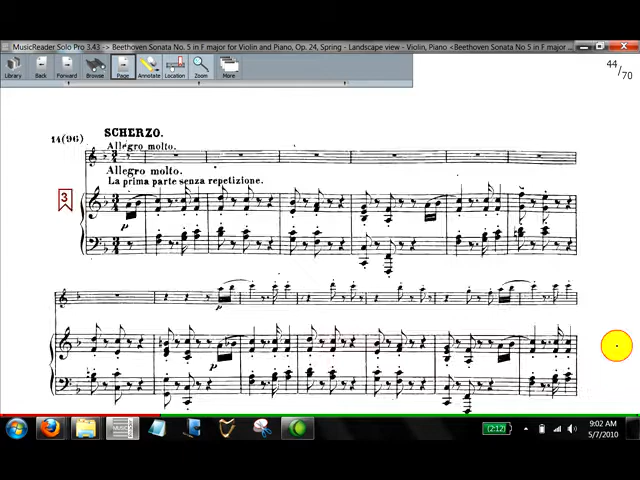 MusicReader Solo Pro 3.43 -> Beethoven Sonata No. 5 in F major for Violin and Piano, Op. 24, Spring - Landscape view - Violin, Piano <Beethoven Sonata No 5 in F major ...
Library Back Forward Browse Page Annotate Location Zoom More
44/70
14(96)
SCHERZO.
Allegro molto.
Allegro molto.
La prima parte senza repetizione.
3
p
p
p
(2:12)
9:02 AM
5/7/2010